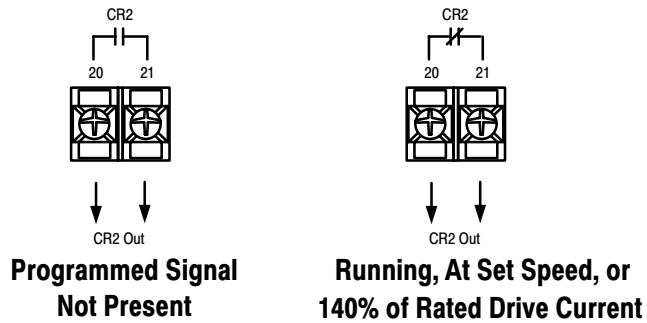 CR2
20 21
CR2 Out
Programmed Signal
Not Present
CR2
20 21
CR2 Out
Running, At Set Speed, or
140% of Rated Drive Current